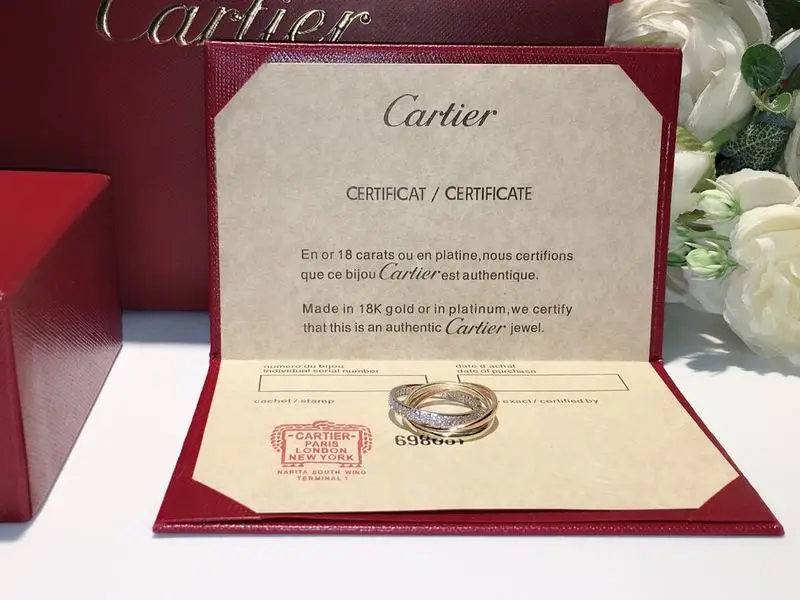 Cartier
Cartier
CERTIFICAT / CERTIFICATE
En or 18 carats ou en platine,nous certifions
que ce bijou Cartier est authentique.
Made in 18K gold or in platinum,we certify
that this is an authentic Cartier jewel.
numero du bijou
individual serial number
date d'achat
date of purchase
cachet / stamp
exact / certified by
-CARTIER-
PARIS
LONDON
NEW YORK
NARITA SOUTH WING
TERMINAL 1